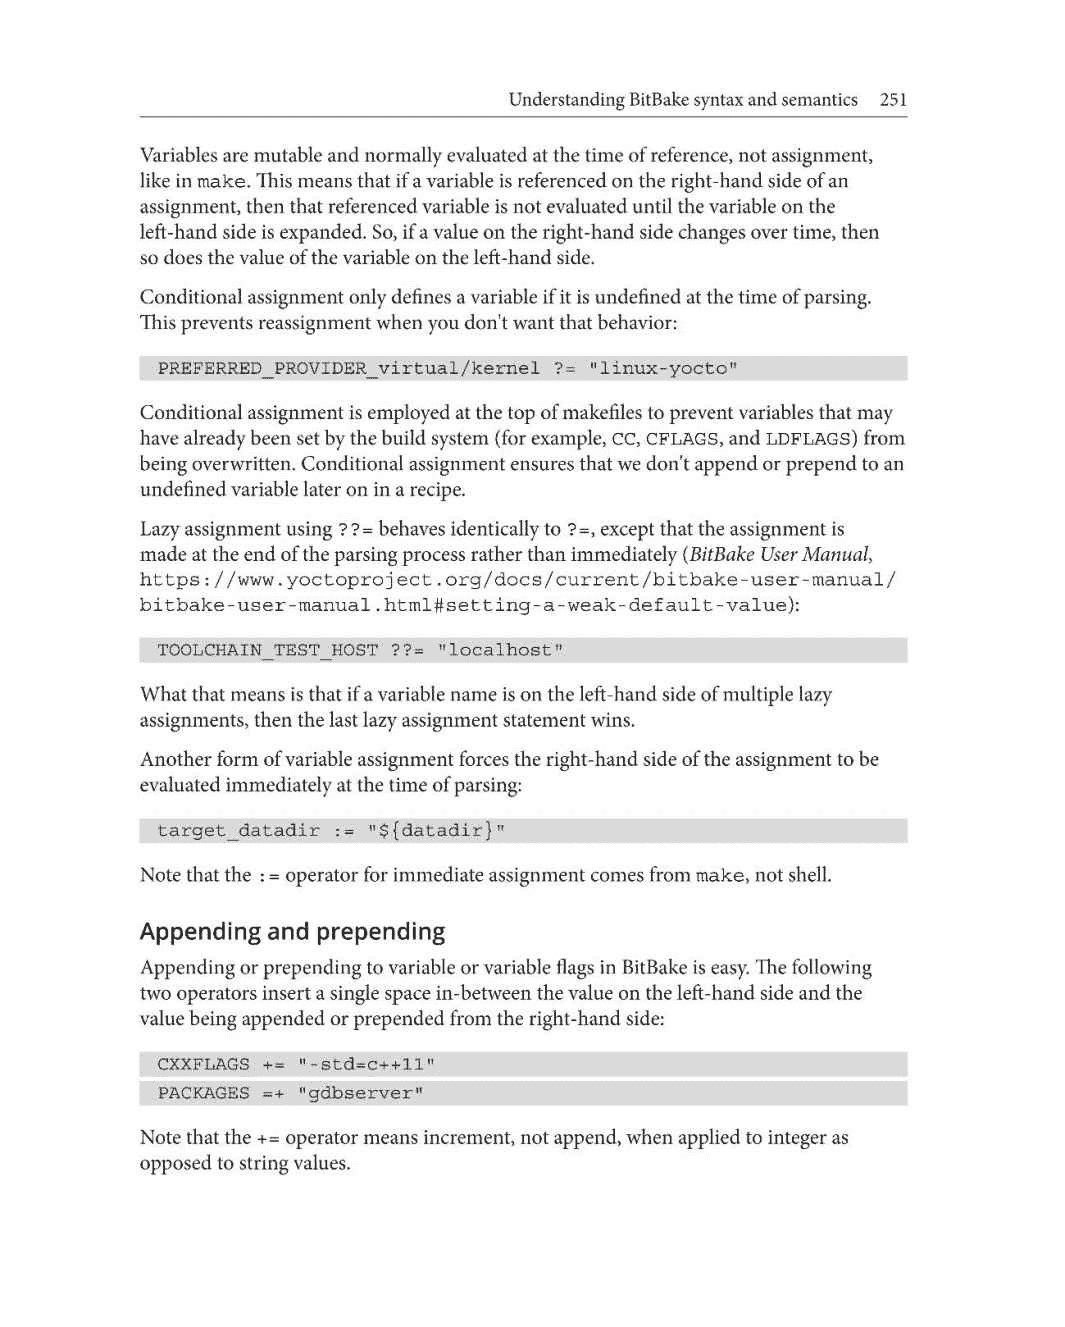 Understanding BitBake syntax and semantics 251
Variables are mutable and normally evaluated at the time of reference, not assignment,
like in make. This means that if a variable is referenced on the right-hand side of an
assignment, then that referenced variable is not evaluated until the variable on the
left-hand side is expanded. So, if a value on the right-hand side changes over time, then
so does the value of the variable on the left-hand side.
Conditional assignment only defines a variable if it is undefined at the time of parsing.
This prevents reassignment when you don't want that behavior:
PREFERRED_PROVIDER_virtual/kernel ?= "linux-yocto"
Conditional assignment is employed at the top of makefiles to prevent variables that may
have already been set by the build system (for example, CC, CFLAGS, and LDFLAGS) from
being overwritten. Conditional assignment ensures that we don't append or prepend to an
undefined variable later on in a recipe.
Lazy assignment using ??= behaves identically to ?=, except that the assignment is
made at the end of the parsing process rather than immediately (BitBake User Manual,
https://www.yoctoproject.org/docs/current/bitbake-user-manual/
bitbake-user-manual.html#setting-a-weak-default-value):
TOOLCHAIN_TEST_HOST ??= "localhost"
What that means is that if a variable name is on the left-hand side of multiple lazy
assignments, then the last lazy assignment statement wins.
Another form of variable assignment forces the right-hand side of the assignment to be
evaluated immediately at the time of parsing:
target_datadir := "${datadir}"
Note that the := operator for immediate assignment comes from make, not shell.
Appending and prepending
Appending or prepending to variable or variable flags in BitBake is easy. The following
two operators insert a single space in-between the value on the left-hand side and the
value being appended or prepended from the right-hand side:
CXXFLAGS += "-std=c++11"
PACKAGES =+ "gdbserver"
Note that the += operator means increment, not append, when applied to integer as
opposed to string values.